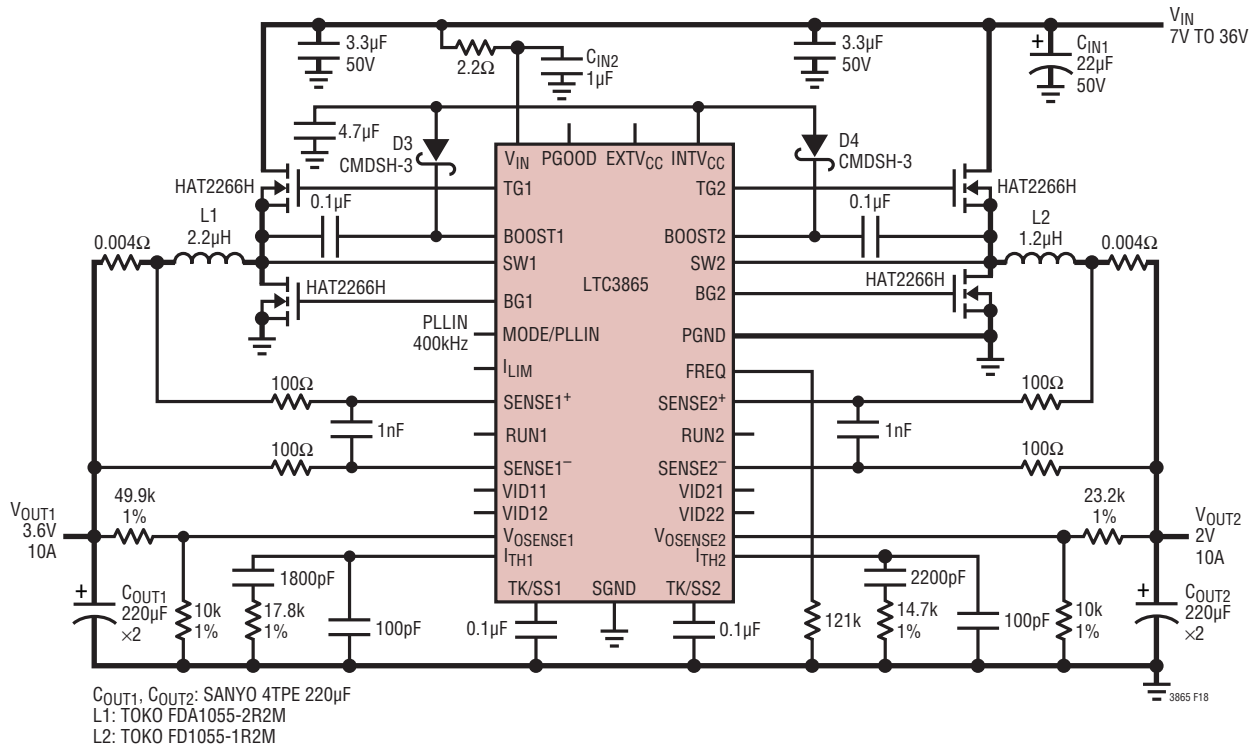 VIN
7V TO 36V
3.3µF
50V
2.2Ω
CIN2
1µF
3.3µF
50V
+
CIN1
22µF
50V
4.7µF
D3
CMDSH-3
D4
CMDSH-3
VIN PGOOD EXTVCC INTVCC
HAT2266H
TG1
TG2
HAT2266H
0.1µF
0.1µF
L1
2.2µH
L2
1.2µH
0.004Ω
0.004Ω
BOOST1
BOOST2
SW1
SW2
LTC3865
HAT2266H
HAT2266H
BG1
BG2
PLLIN
400kHz
MODE/PLLIN
PGND
ILIM
FREQ
100Ω
100Ω
SENSE1+
SENSE2+
1nF
1nF
RUN1
RUN2
100Ω
100Ω
SENSE1–
SENSE2–
VID11
VID21
VID12
VID22
49.9k
1%
23.2k
1%
VOUT1
3.6V
10A
VOUT2
2V
10A
VOSENSE1
VOSENSE2
ITH1
ITH2
1800pF
2200pF
TK/SS1 SGND TK/SS2
+
COUT1
220µF
×2
10k
1%
17.8k
1%
100pF
0.1µF
0.1µF
121k
14.7k
1%
100pF
10k
1%
+
COUT2
220µF
×2
3865 F18
COUT1, COUT2: SANYO 4TPE 220µF
L1: TOKO FDA1055-2R2M
L2: TOKO FD1055-1R2M